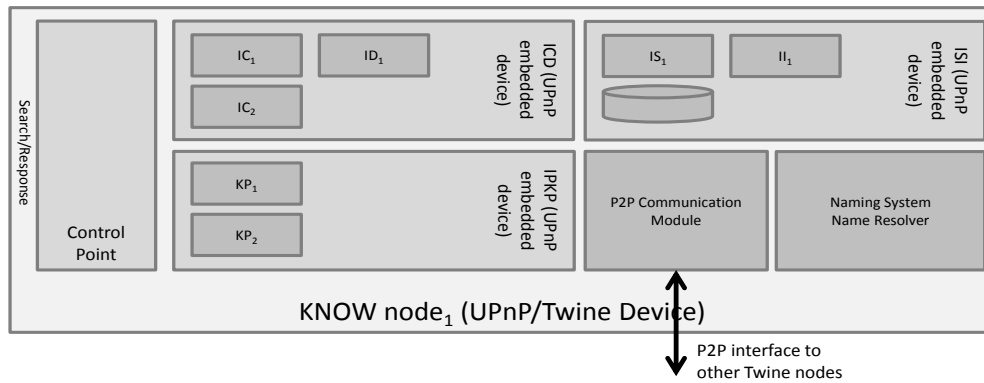 Search/Response
Control
Point
IC₁
ID₁
IC₂
ICD (UPnP
embedded
device)
IS₁
II₁
ISI (UPnP
embedded
device)
KP₁
KP₂
IPKP (UPnP
embedded
device)
P2P Communication
Module
Naming System
Name Resolver
KNOW node₁ (UPnP/Twine Device)
P2P interface to
other Twine nodes